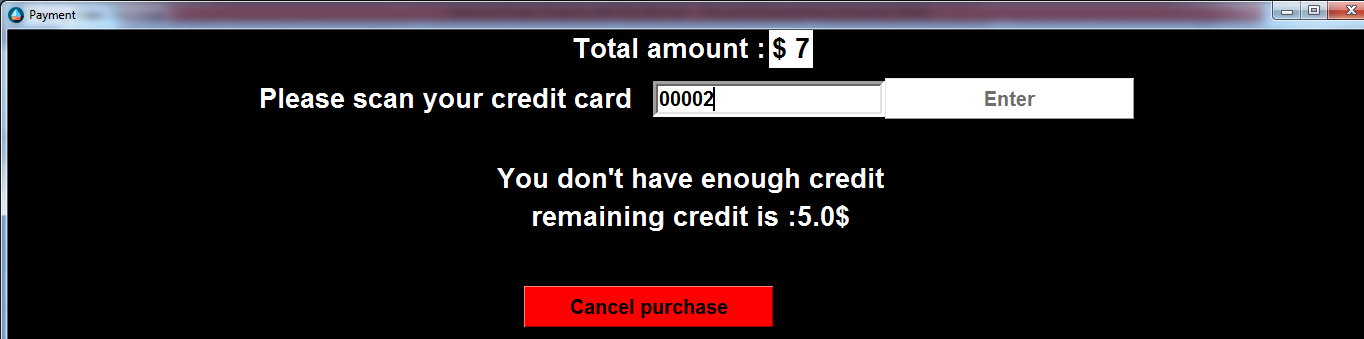 Payment
Total amount : $ 7
Please scan your credit card 00002 Enter
You don't have enough credit
remaining credit is :5.0$
Cancel purchase